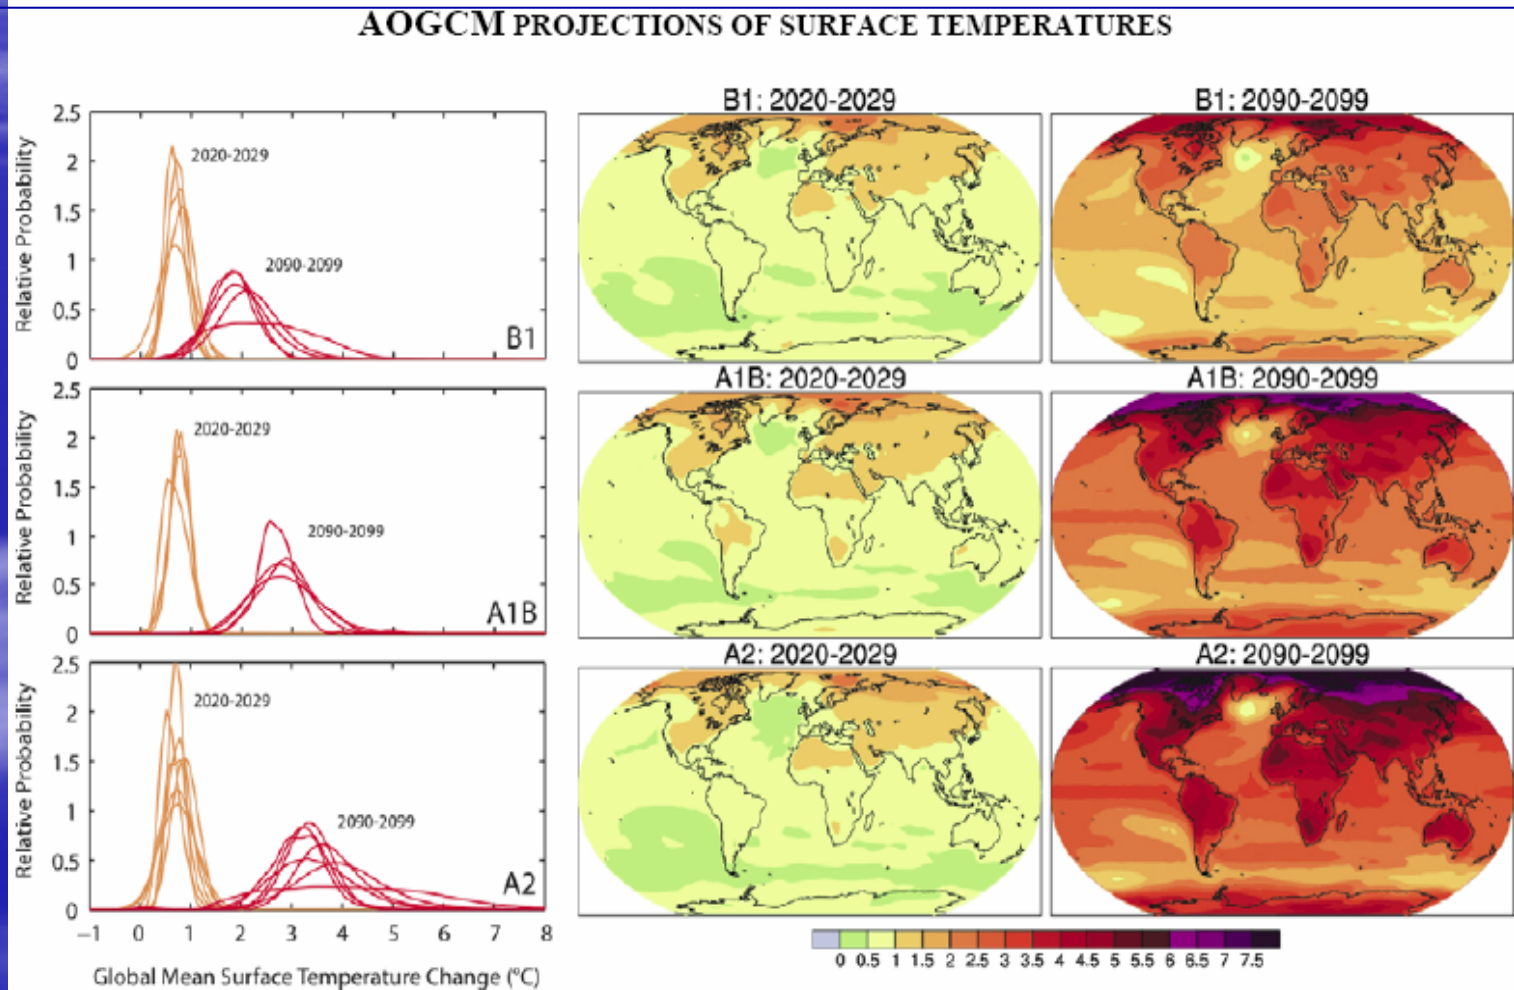 AOGCM PROJECTIONS OF SURFACE TEMPERATURES
B1: 2020-2029
B1: 2090-2099
2.5
2
1.5
1
0.5
0
Relative Probability
2020-2029
2090-2099
B1
A1B: 2020-2029
A1B: 2090-2099
2.5
2
1.5
1
0.5
0
Relative Probability
2020-2029
2090-2099
A1B
A2: 2020-2029
A2: 2090-2099
2.5
2
1.5
1
0.5
0
Relative Probability
2020-2029
2090-2099
A2
−1 0 1 2 3 4 5 6 7 8
Global Mean Surface Temperature Change (°C)
0 0.5 1 1.5 2 2.5 3 3.5 4 4.5 5 5.5 6 6.5 7 7.5